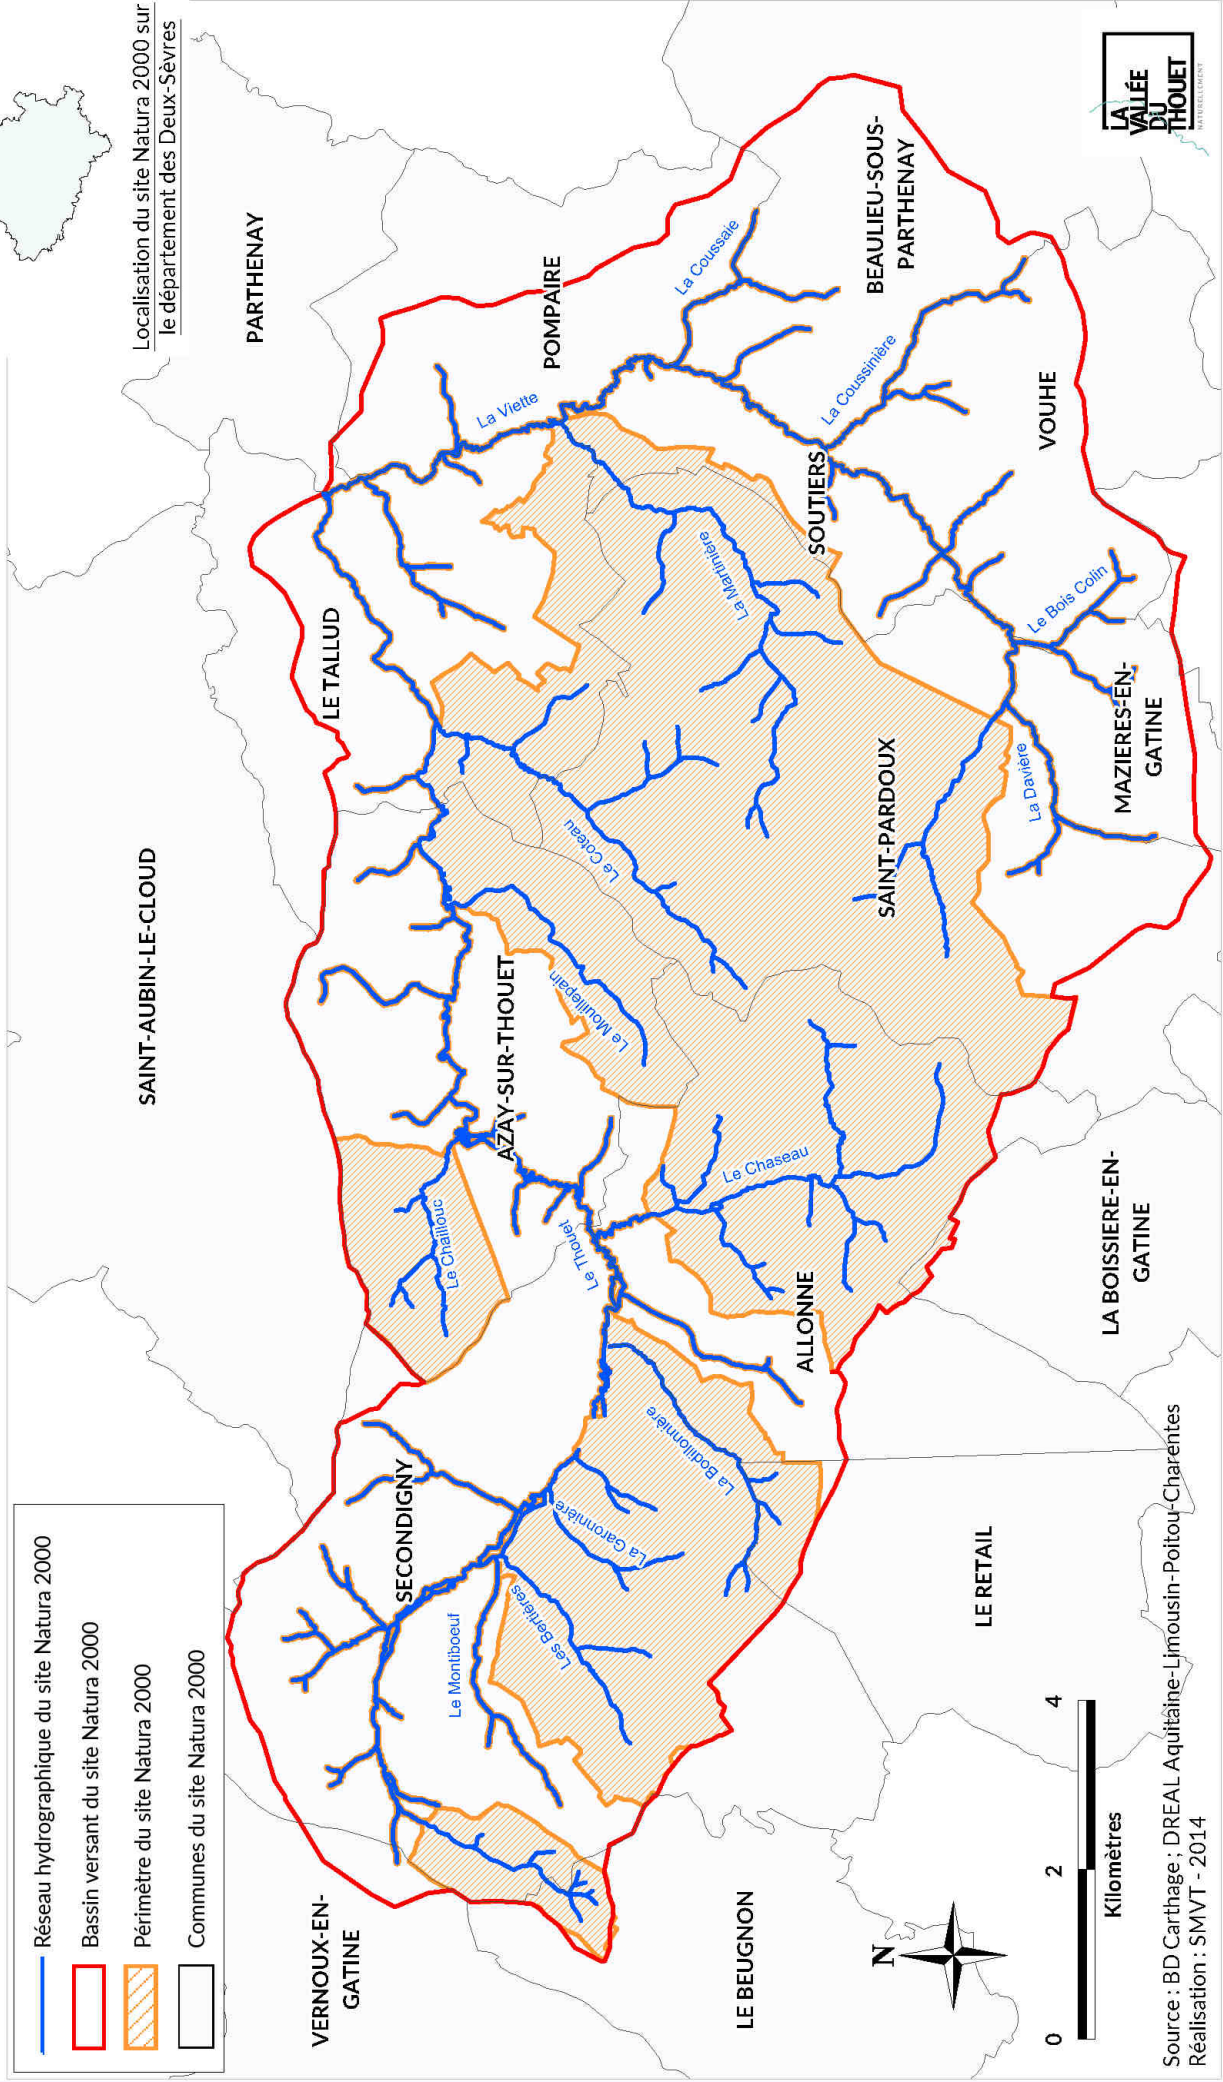 Réseau hydrographique du site Natura 2000
Bassin versant du site Natura 2000
Périmètre du site Natura 2000
Communes du site Natura 2000
Localisation du site Natura 2000 sur
le département des Deux-Sèvres
SAINT-AUBIN-LE-CLOUD
PARTHENAY
VERNOUX-EN-
GATINE
SECONDIGNY
LE TALLUD
AZAY-SUR-THOUET
POMPAIRE
La Viette
Le Chaillouc
Le Montiboeuf
Les Bertières
La Garonnière
Le Thouet
Le Mouillepain
Le Coteau
La Bodillonnière
Le Chaseau
La Martinière
La Coussaie
LE BEUGNON
ALLONNE
SOUTIERS
SAINT-PARDOUX
La Coussinière
BEAULIEU-SOUS-
PARTHENAY
LE RETAIL
La Davière
Le Bois Colin
VOUHE
LA BOISSIERE-EN-
GATINE
MAZIERES-EN-
GATINE
N
0
2
4
Kilomètres
Source : BD Carthage ; DREAL Aquitaine-Limousin-Poitou-Charentes
Réalisation : SMVT - 2014
LA
VALLÉE
DU
THOUET
NATURELLEMENT